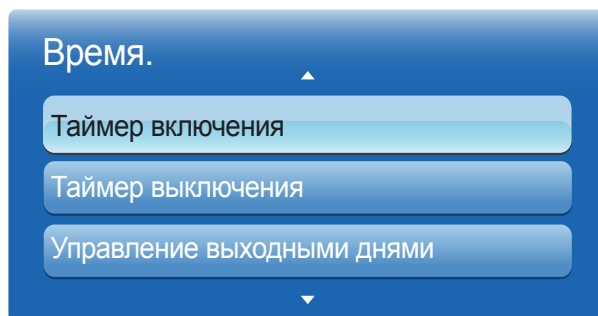 Время.
Таймер включения
Таймер выключения
Управление выходными днями